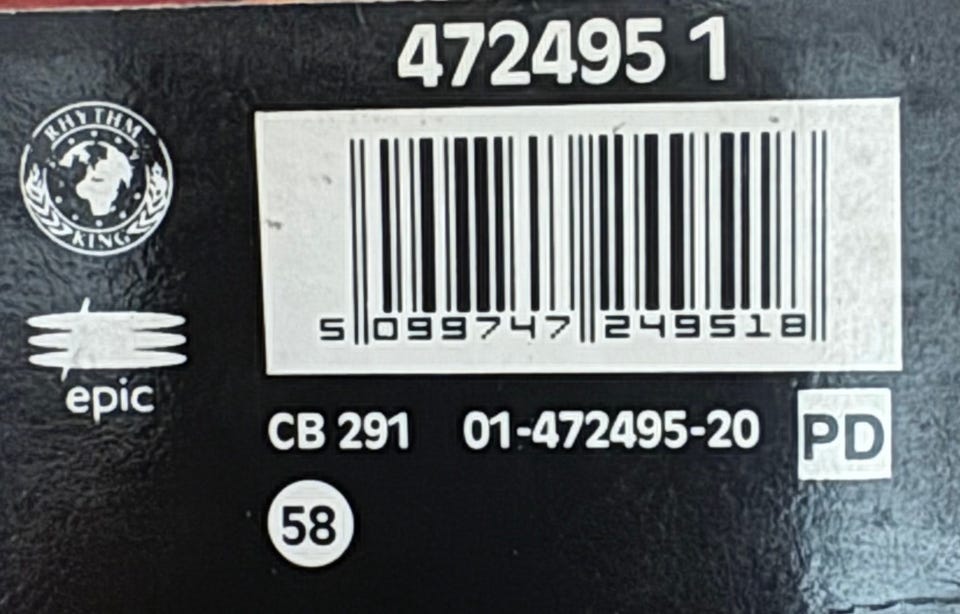 472495 1
RHYTHM
KING
5 099747 249518
epic
CB 291 01-472495-20 PD
58